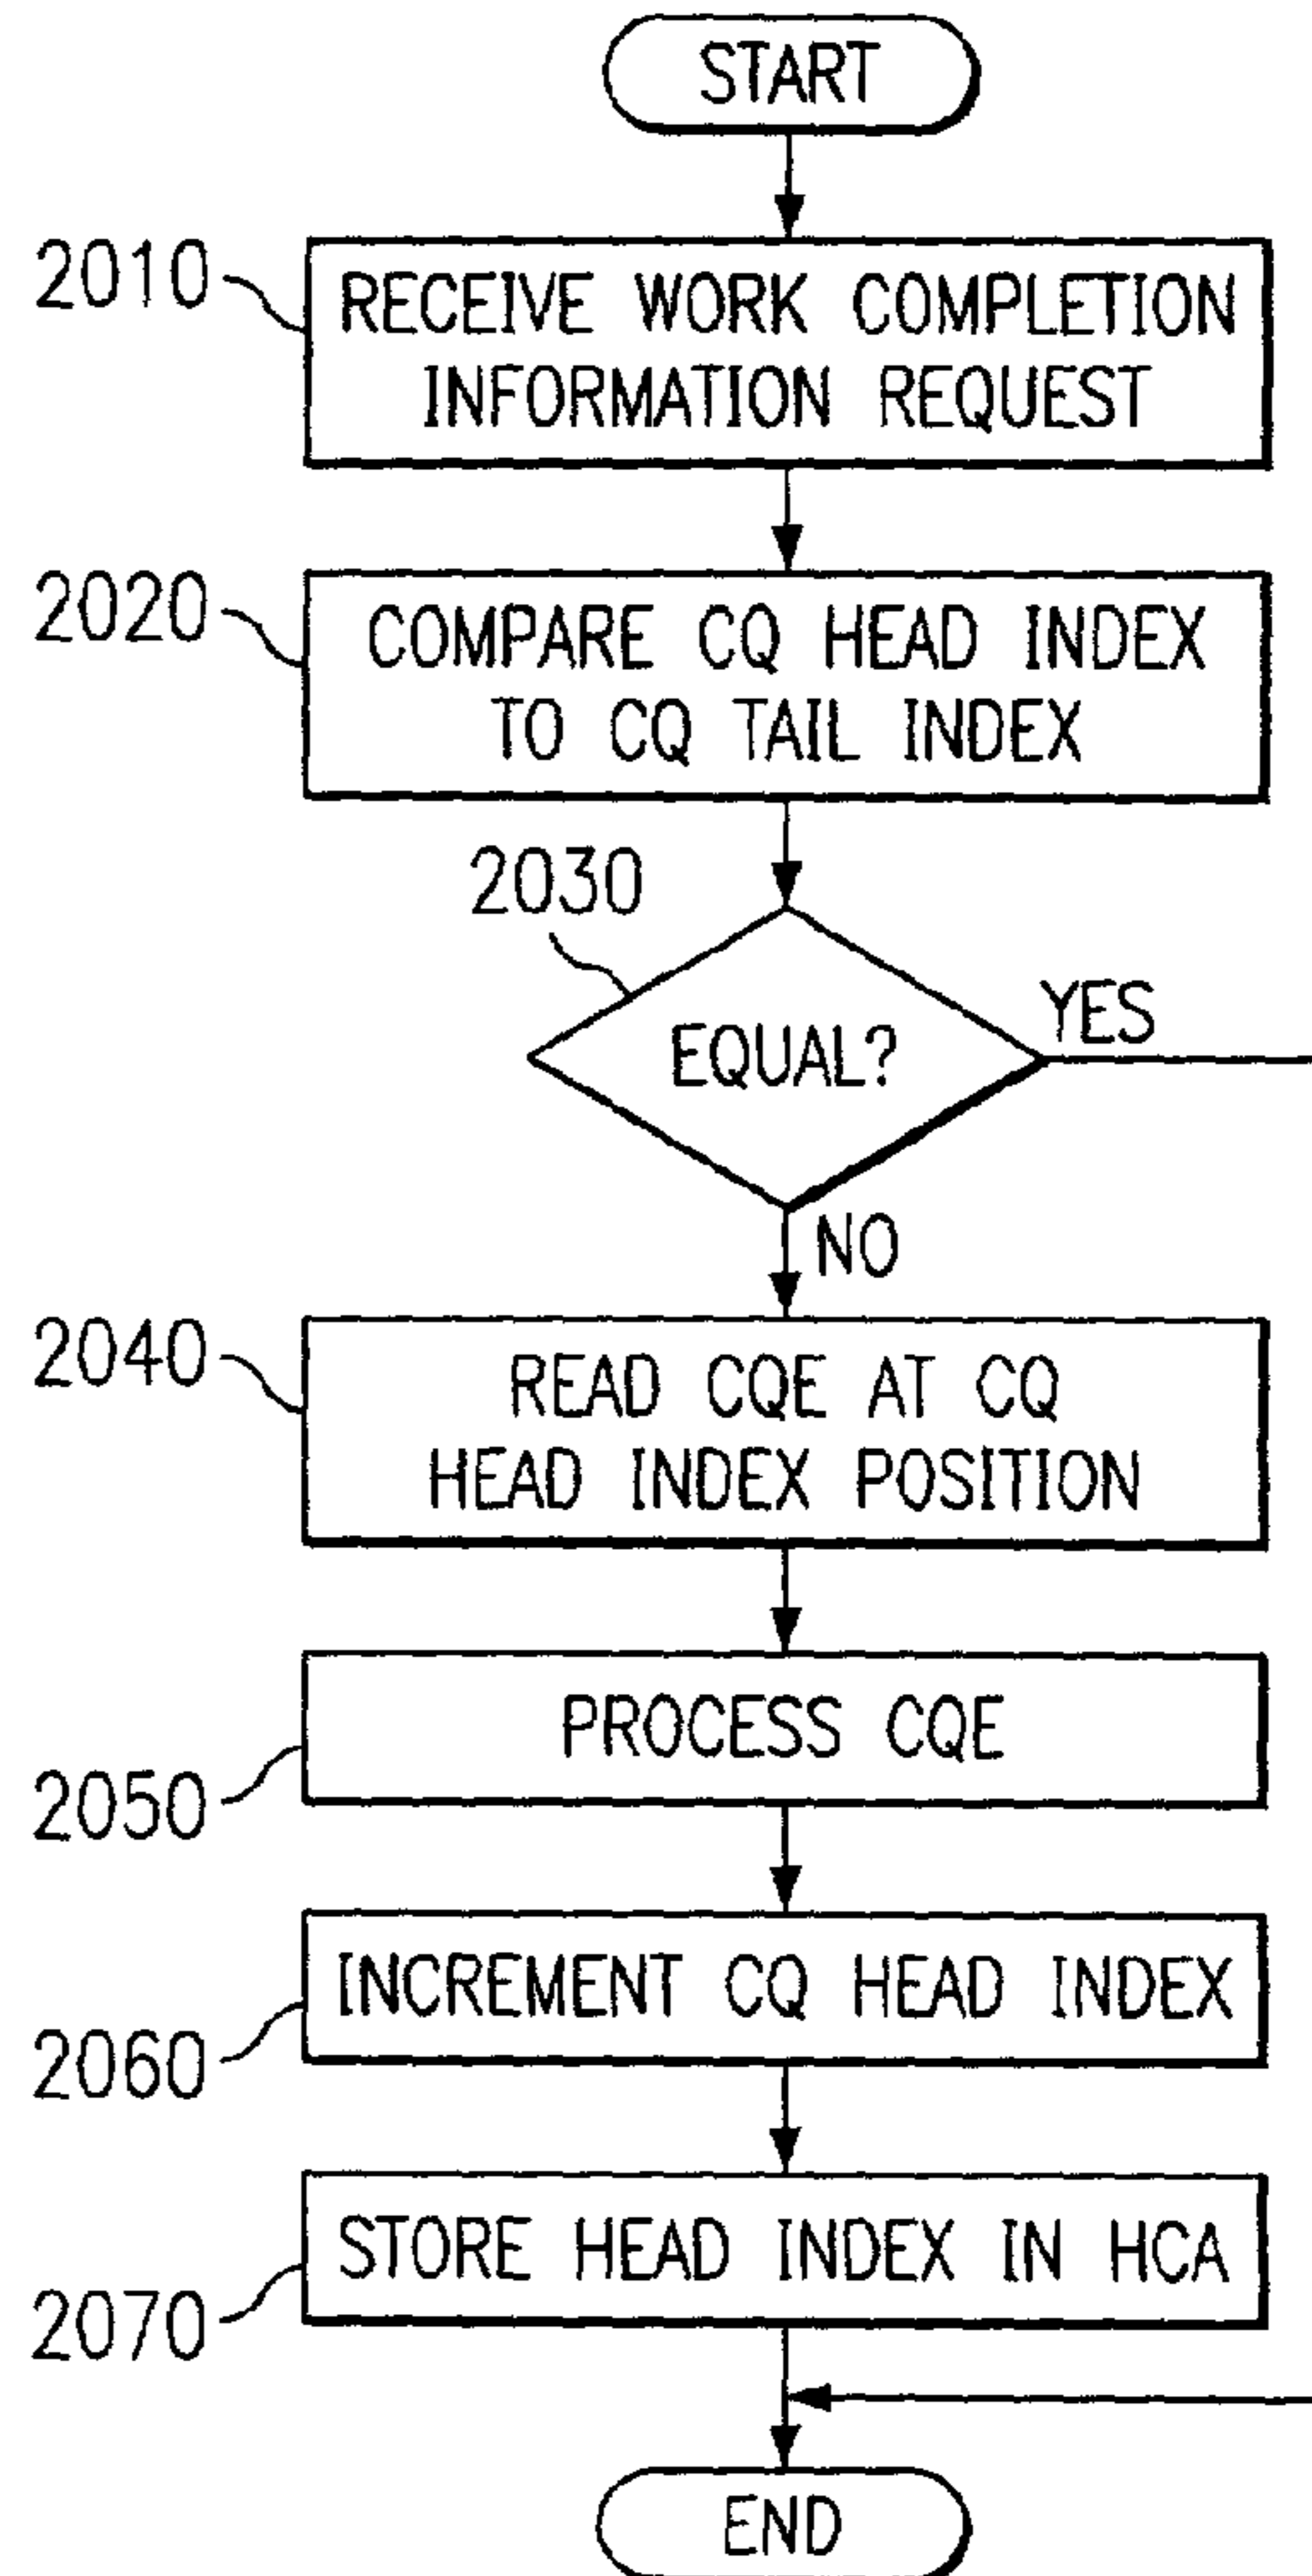 START
2010
RECEIVE WORK COMPLETION
INFORMATION REQUEST
2020
COMPARE CQ HEAD INDEX
TO CQ TAIL INDEX
2030
EQUAL?
YES
NO
2040
READ CQE AT CQ
HEAD INDEX POSITION
PROCESS CQE
2050
INCREMENT CQ HEAD INDEX
2060
STORE HEAD INDEX IN HCA
2070
END